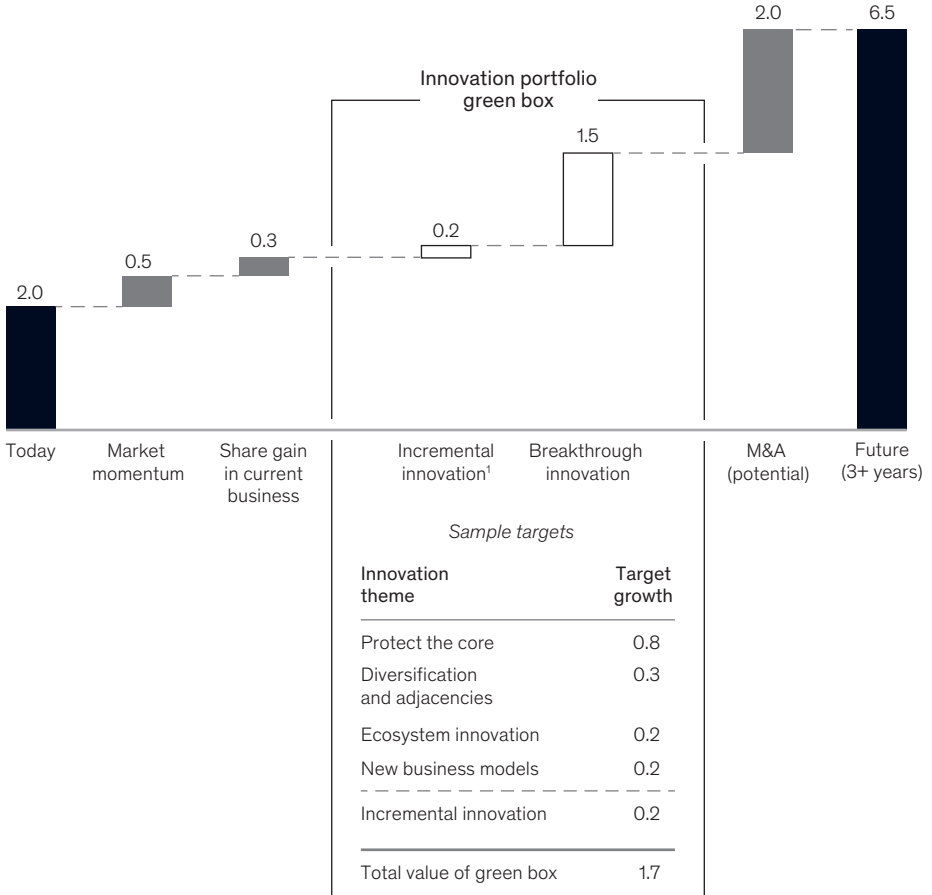 2.0
6.5
Innovation portfolio
green box
1.5
0.2
0.3
0.5
2.0
Today
Market
momentum
Share gain
in current
business
Incremental
innovation¹
Breakthrough
innovation
M&A
(potential)
Future
(3+ years)
Sample targets
Innovation
theme
Target
growth
Protect the core 0.8
Diversification 0.3
and adjacencies
Ecosystem innovation 0.2
New business models 0.2
Incremental innovation 0.2
Total value of green box 1.7